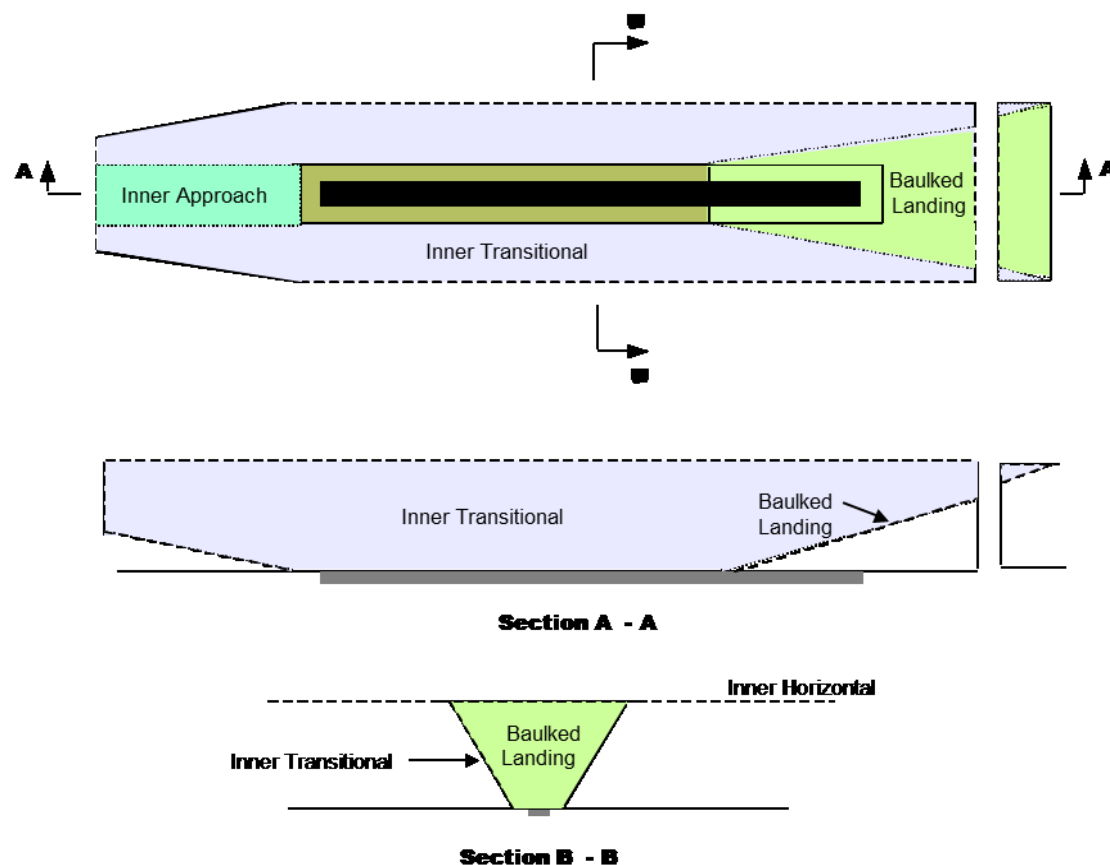 A
A
Inner Approach
Baulked
Landing
Inner Transitional
Inner Transitional
Baulked
Landing
Section A - A
Inner Horizontal
Baulked
Landing
Inner Transitional
Section B - B